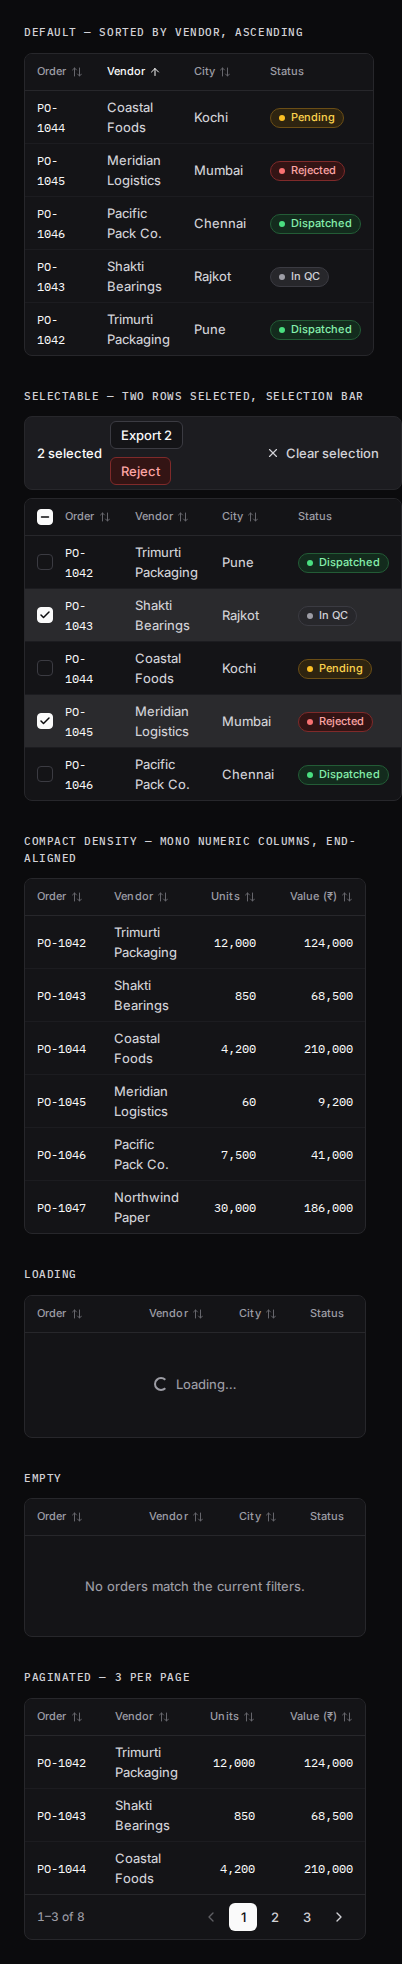 DEFAULT — SORTED BY VENDOR, ASCENDING
Order Vendor City Status
PO-
1044
Coastal
Foods
Kochi
Pending
PO-
1045
Meridian
Logistics
Mumbai
Rejected
PO-
1046
Pacific
Pack Co.
Chennai
Dispatched
PO-
1043
Shakti
Bearings
Rajkot
In QC
PO-
1042
Trimurti
Packaging
Pune
Dispatched
SELECTABLE — TWO ROWS SELECTED, SELECTION BAR
2 selected
Export 2
Reject
Clear selection
Order Vendor City Status
PO-
1042
Trimurti
Packaging
Pune
Dispatched
PO-
1043
Shakti
Bearings
Rajkot
In QC
PO-
1044
Coastal
Foods
Kochi
Pending
PO-
1045
Meridian
Logistics
Mumbai
Rejected
PO-
1046
Pacific
Pack Co.
Chennai
Dispatched
COMPACT DENSITY — MONO NUMERIC COLUMNS, END-
ALIGNED
Order Vendor Units Value (₹)
PO-1042
Trimurti
Packaging
12,000
124,000
PO-1043
Shakti
Bearings
850
68,500
PO-1044
Coastal
Foods
4,200
210,000
PO-1045
Meridian
Logistics
60
9,200
PO-1046
Pacific
Pack Co.
7,500
41,000
PO-1047
Northwind
Paper
30,000
186,000
LOADING
Order Vendor City Status
Loading...
EMPTY
Order Vendor City Status
No orders match the current filters.
PAGINATED — 3 PER PAGE
Order Vendor Units Value (₹)
PO-1042
Trimurti
Packaging
12,000
124,000
PO-1043
Shakti
Bearings
850
68,500
PO-1044
Coastal
Foods
4,200
210,000
1–3 of 8
1 2 3